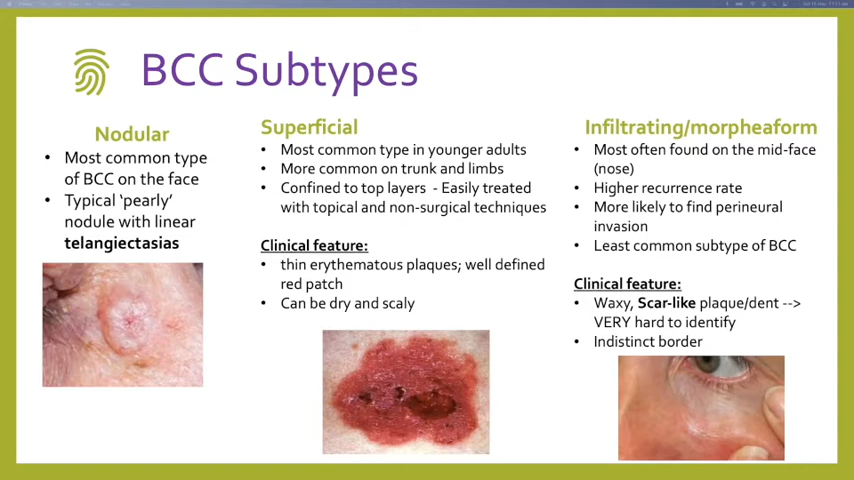 BCC Subtypes
Nodular
• Most common type
of BCC on the face
• Typical ‘pearly’
nodule with linear
telangiectasias
Superficial
• Most common type in younger adults
• More common on trunk and limbs
• Confined to top layers - Easily treated
with topical and non-surgical techniques
Clinical feature:
• thin erythematous plaques; well defined
red patch
• Can be dry and scaly
Infiltrating/morpheaform
• Most often found on the mid-face
(nose)
• Higher recurrence rate
• More likely to find perineural
invasion
• Least common subtype of BCC
Clinical feature:
• Waxy, Scar-like plaque/dent -->
VERY hard to identify
• Indistinct border